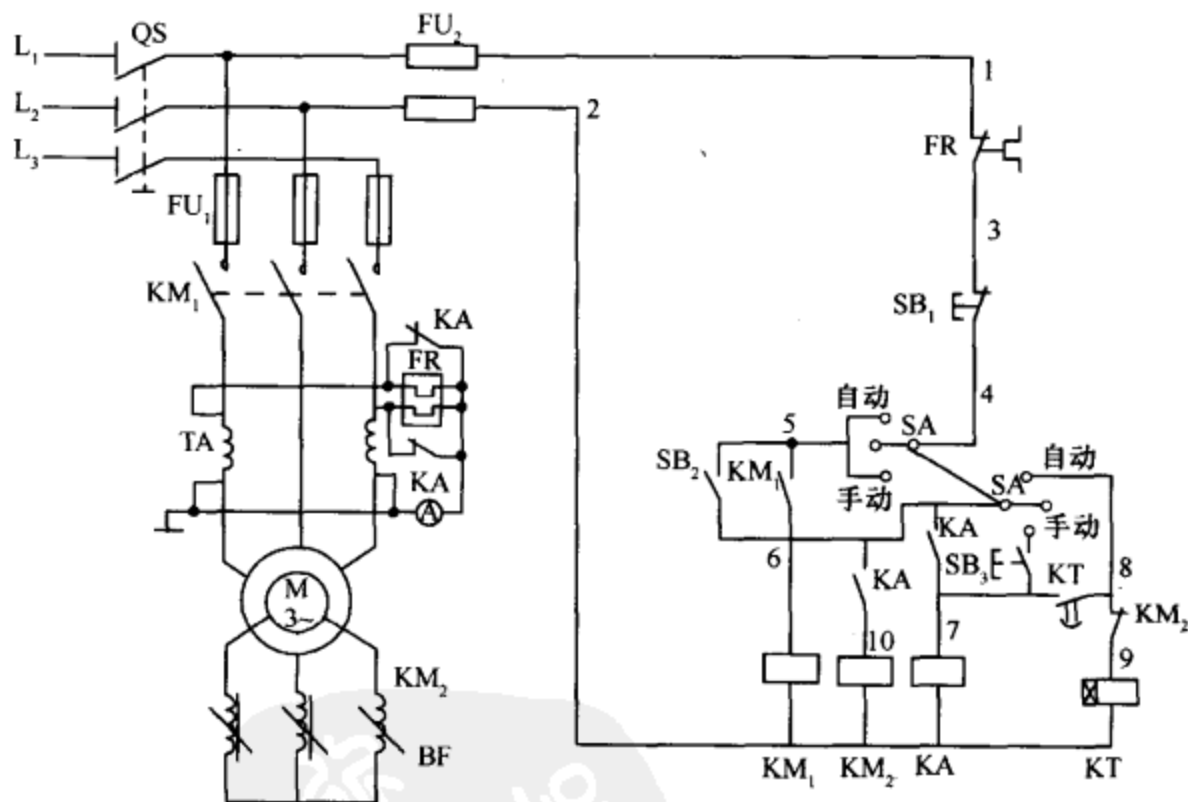 L₁
QS
FU₂
1
L₂
2
L₃
FR
FU₁
3
KM₁
KA
SB₁
FR
4
自动
TA
5
SA
SB₂
KM₁
自动
KA
手动
SA
A
KA
手动
6
SB₃
KT
8
M
KA
3~
KM₂
10
7
KM₂
9
BF
KM₁
KM₂
KA
KT